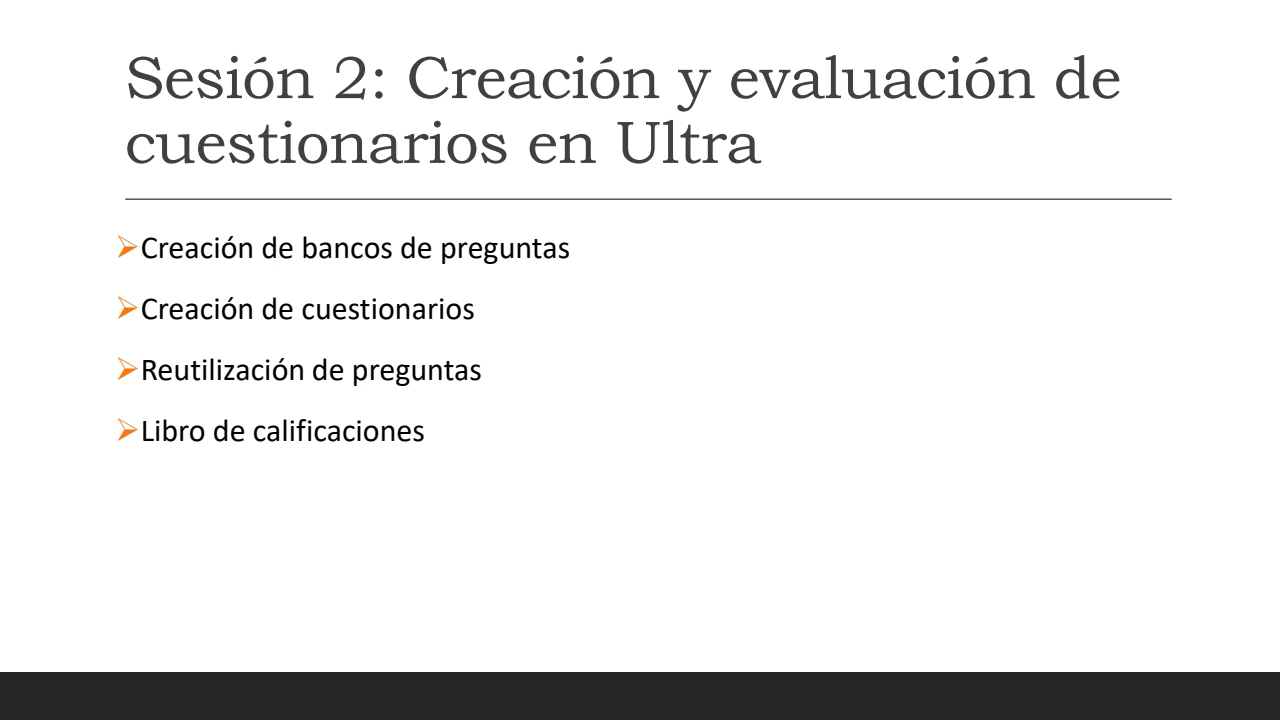 Sesión 2: Creación y evaluación de
cuestionarios en Ultra
Creación de bancos de preguntas
Creación de cuestionarios
Reutilización de preguntas
Libro de calificaciones